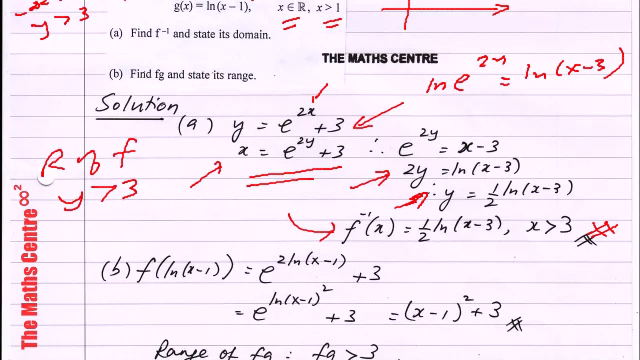 y > 3
g(x) = ln(x − 1), x ∈ ℝ, x > 1
(a) Find f⁻¹ and state its domain.
THE MATHS CENTRE
(b) Find fg and state its range.
ln e^{2y} = ln(x−3)
Solution
(a) y = e^{2x} + 3
x = e^{2y} + 3 ∴ e^{2y} = x − 3
2y = ln(x−3)
∴ y = ½ ln(x−3)
R of f
y > 3
f⁻¹(x) = ½ ln(x−3), x > 3
(b) f(ln(x−1)) = e^{2ln(x−1)} + 3
= e^{ln(x−1)²} + 3 = (x−1)² + 3
Range of fg : fg > 3.
The Maths Centre ∞²